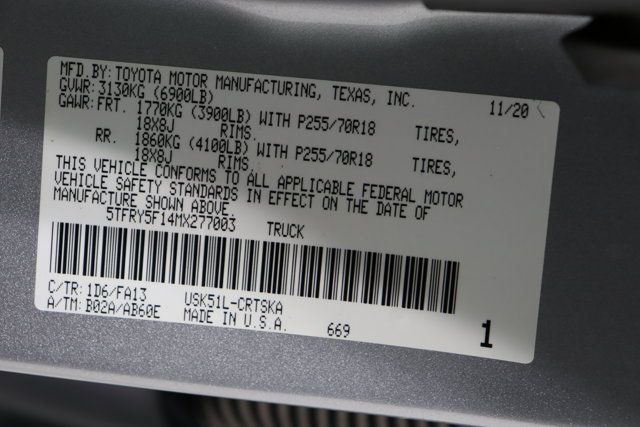 MFD.BY: TOYOTA MOTOR MANUFACTURING, TEXAS, INC. 11/20
GVWR: 3130KG (6900LB)
GAWR: FRT. 1770KG (3900LB) WITH P255/70R18 TIRES,
18X8J RIMS.
RR. 1860KG (4100LB) WITH P255/70R18 TIRES,
18X8J RIMS.
THIS VEHICLE CONFORMS TO ALL APPLICABLE FEDERAL MOTOR
VEHICLE SAFETY STANDARDS IN EFFECT ON THE DATE OF
MANUFACTURE SHOWN ABOVE.
5TFRY5F14MX277003 TRUCK
C/TR: 1D6/FA13 USK51L-CRTSKA
A/TM: B02A/AB60E MADE IN U.S.A. 669 1